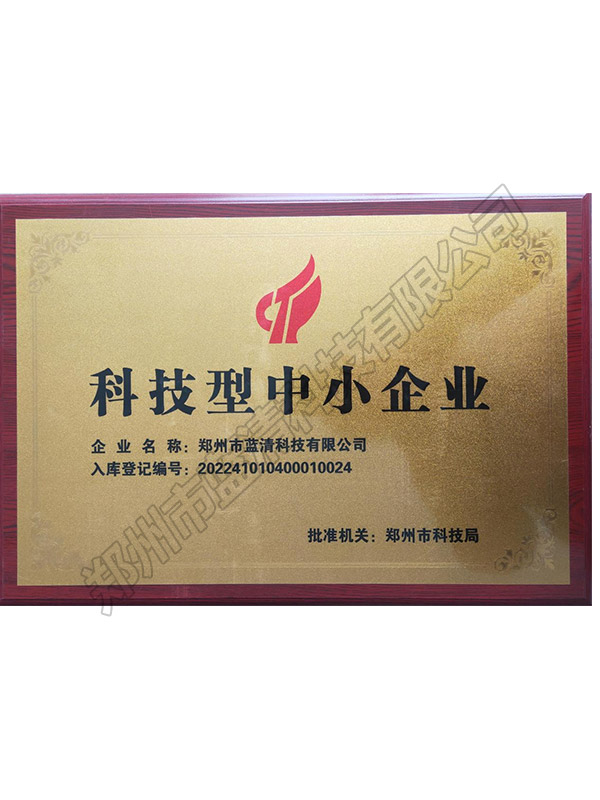 科技型中小企业
企业名称：郑州市蓝清科技有限公司
入库登记编号：202241010400010024
批准机关：郑州市科技局
郑州市蓝清科技有限公司